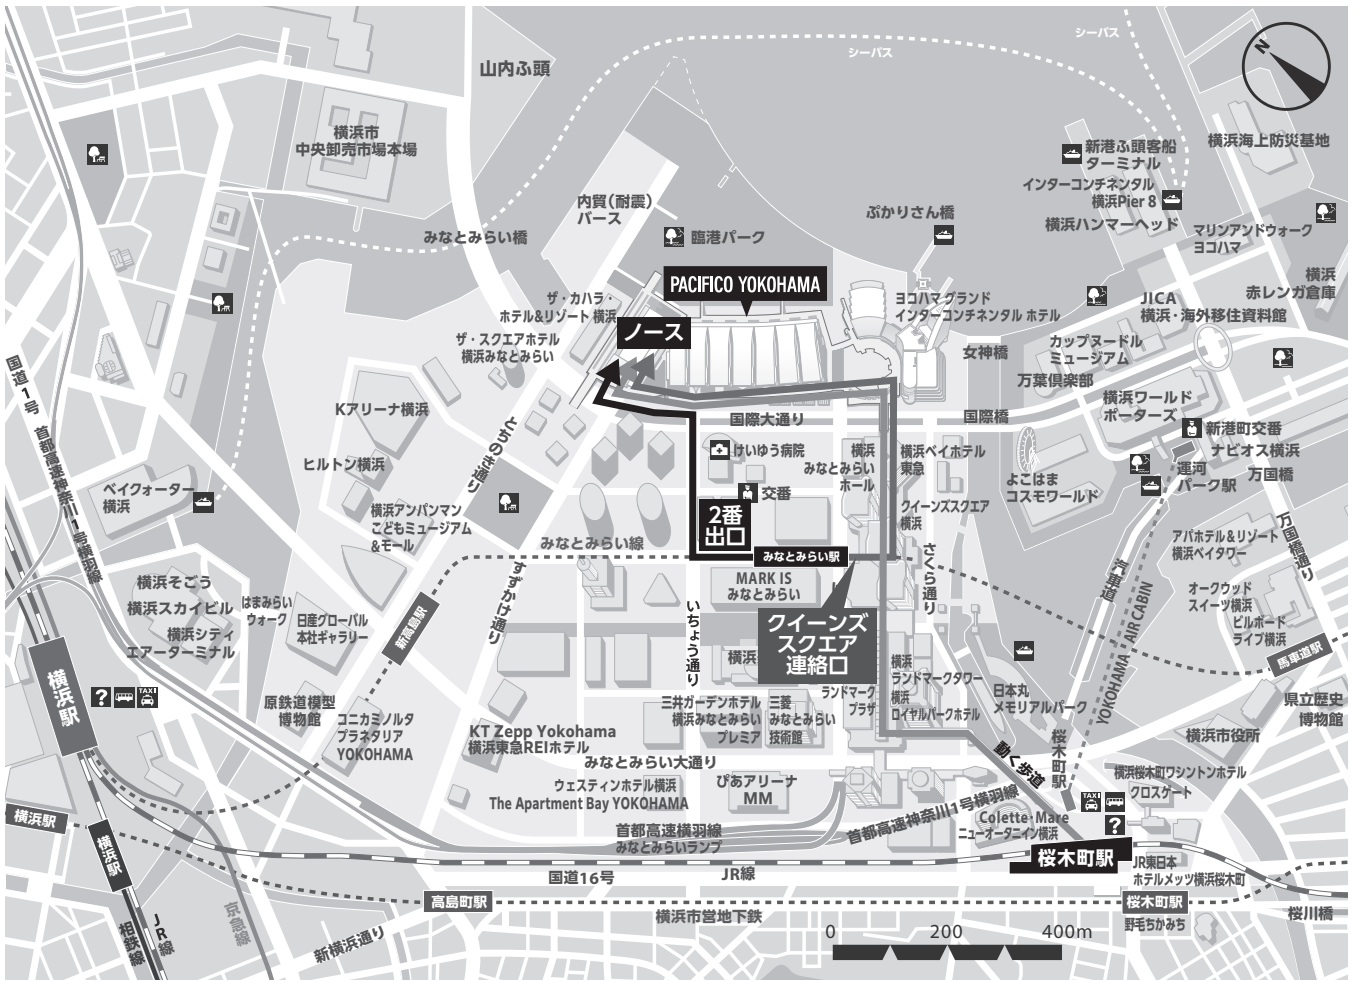 シーパス
シーパス
N
山内ふ頭
横浜市
中央卸売市場本場
新港ふ頭客船
ターミナル
横浜海上防災基地
インターコンチネンタル
横浜Pier 8
横浜ハンマーヘッド
内貿(耐震)
バース
ぷかりさん橋
マリンアンドウォーク
ヨコハマ
みなとみらい橋
臨港パーク
横浜
赤レンガ倉庫
PACIFICO YOKOHAMA
ザ・カハラ・
ホテル&リゾート 横浜
ヨコハマ グランド
インターコンチネンタル ホテル
JICA
横浜・海外移住資料館
ノース
ザ・スクエアホテル
横浜みなとみらい
女神橋
カップヌードル
ミュージアム
万葉倶楽部
国道1号
首都高速神奈川1号横羽線
Kアリーナ横浜
とちのき通り
国際大通り
国際橋
横浜ワールド
ポーターズ
新港町交番
ナビオス横浜
けいゆう病院
横浜
みなとみらい
ホール
横浜ベイホテル
東急
ヒルトン横浜
よこはま
コスモワールド
運河
パーク駅
万国橋
ベイクォーター
横浜
交番
クイーンズスクエア
横浜
横浜アンパンマン
こどもミュージアム
&モール
2番
出口
万国橋通り
みなとみらい線
みなとみらい駅
アパホテル&リゾート
横浜ベイタワー
さくら通り
汽車道
横浜そごう
すずかけ通り
MARK IS
みなとみらい
YOKOHAMA AIR CABIN
オークウッド
スイーツ横浜
横浜スカイビル
はまみらい
ウォーク
日産グローバル
本社ギャラリー
新高島駅
いちょう通り
クイーンズ
スクエア
連絡口
ビルボード
ライブ横浜
横浜シティ
エアーターミナル
馬車道駅
横浜
横浜駅
?
TAXI
横浜
ランドマークタワー
横浜
ロイヤルパークホテル
日本丸
メモリアルパーク
ランドマーク
プラザ
県立歴史
博物館
原鉄道模型
博物館
コニカミノルタ
プラネタリア
YOKOHAMA
三井ガーデンホテル
横浜みなとみらい
プレミア
三菱
みなとみらい
技術館
KT Zepp Yokohama
横浜東急REIホテル
桜木町駅
横浜市役所
みなとみらい大通り
動く歩道
ウェスティンホテル横浜
The Apartment Bay YOKOHAMA
ぴあアリーナ
MM
横浜桜木町ワシントンホテル
クロスゲート
TAXI
?
横浜駅
首都高速横羽線
みなとみらいランプ
首都高速神奈川1号横羽線
Colette・Mare
ニューオータニイン横浜
横浜駅
桜木町駅
JR東日本
ホテルメッツ横浜桜木町
国道16号
JR線
高島町駅
桜木町駅
横浜市営地下鉄
桜川橋
野毛ちかみち
京急線
相鉄線
JR線
新横浜通り
0
200
400m